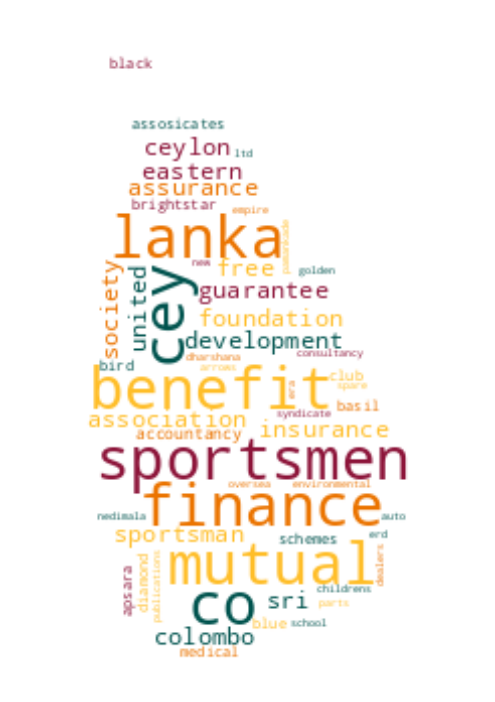 black
assosicates
ceylon ltd
eastern
assurance
brightstar empire
lanka
pamankade
new free golden
society united cey guarantee
foundation
development
dharshana consultancy
bird arrows
benefit era club
spare
basil
association syndicate
accountancy insurance
sportsmen
oversea environmental
finance
nedimala auto
sportsman schemes erd
mutual dealers
apsara diamond publications childrens
co sri parts
blue school
colombo
medical